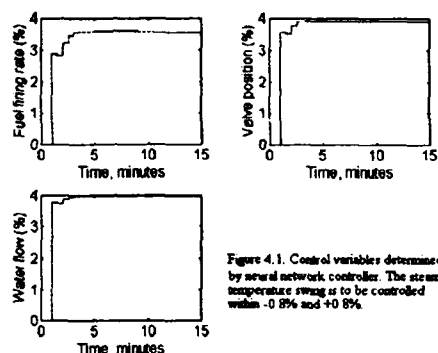 Fuel firing rate (%)
4
3
2
1
0
0 5 10 15
Time, minutes
Valve position (%)
4
3
2
1
0
0 5 10 15
Time, minutes
Water flow (%)
4
3
2
1
0
0 5 10 15
Time, minutes
Figure 4.1. Control variables determined
by neural network controller. The steam
temperature swing is to be controlled
within -0 8% and +0 8%.